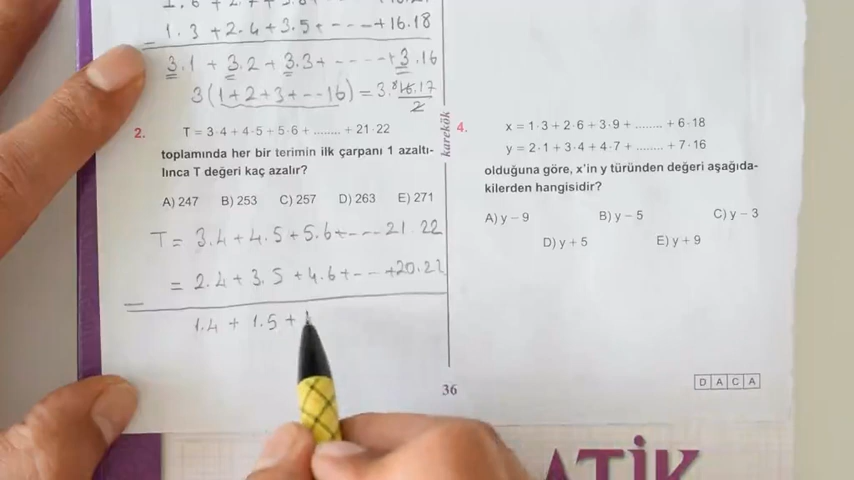 1.3 + 2.4 + 3.5 + ---- +16.18
3.1 + 3.2 + 3.3 + ---- + 3.16
3(1+2+3+--16) = 3.8 16.17
2
2. T = 3·4 + 4·5 + 5·6 + ........ + 21·22
toplamında her bir terimin ilk çarpanı 1 azaltı-
lınca T değeri kaç azalır?
A) 247 B) 253 C) 257 D) 263 E) 271
T = 3.4 + 4.5 + 5.6 + --- 21.22
= 2.4 + 3.5 + 4.6 + -- +20.22
1.4 + 1.5 +
karekök
4. x = 1·3 + 2·6 + 3·9 + ........ + 6·18
y = 2·1 + 3·4 + 4·7 + ........ + 7·16
olduğuna göre, x'in y türünden değeri aşağıda-
kilerden hangisidir?
A) y – 9 B) y – 5 C) y – 3
D) y + 5 E) y + 9
36
D A C A
ATİK